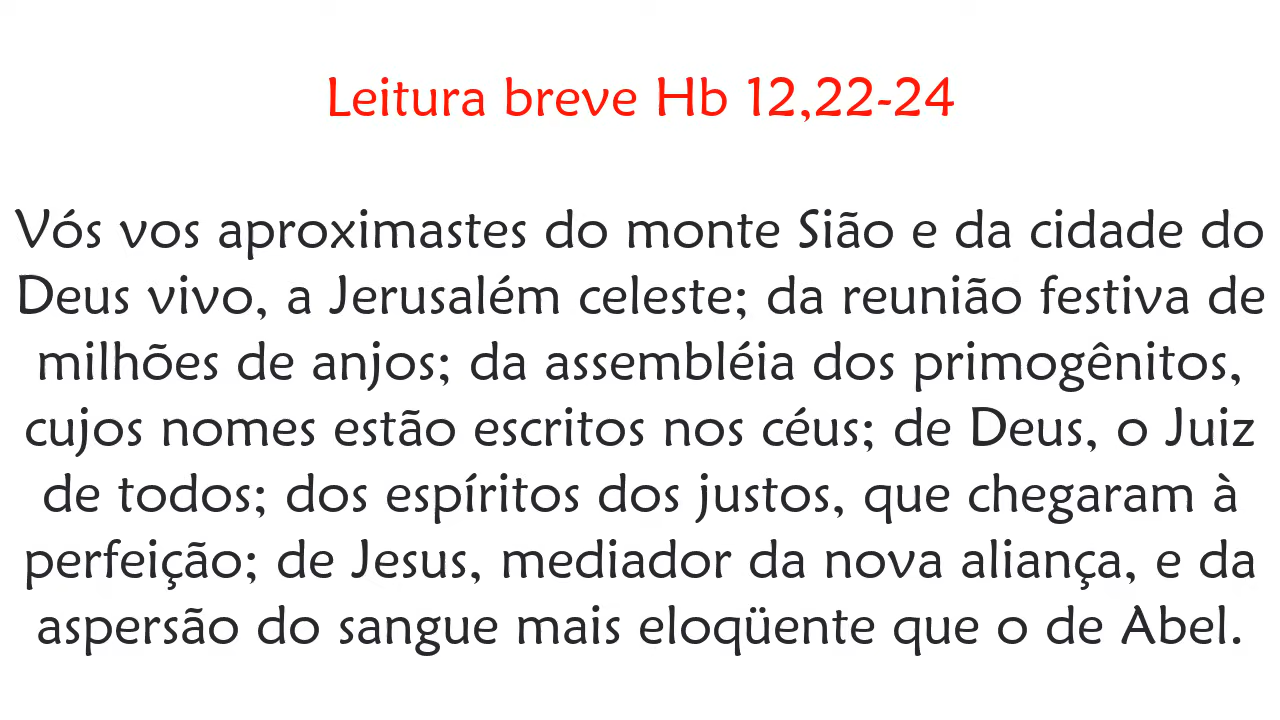 Leitura breve Hb 12,22-24
Vós vos aproximastes do monte Sião e da cidade do
Deus vivo, a Jerusalém celeste; da reunião festiva de
milhões de anjos; da assembléia dos primogênitos,
cujos nomes estão escritos nos céus; de Deus, o Juiz
de todos; dos espíritos dos justos, que chegaram à
perfeição; de Jesus, mediador da nova aliança, e da
aspersão do sangue mais eloqüente que o de Abel.